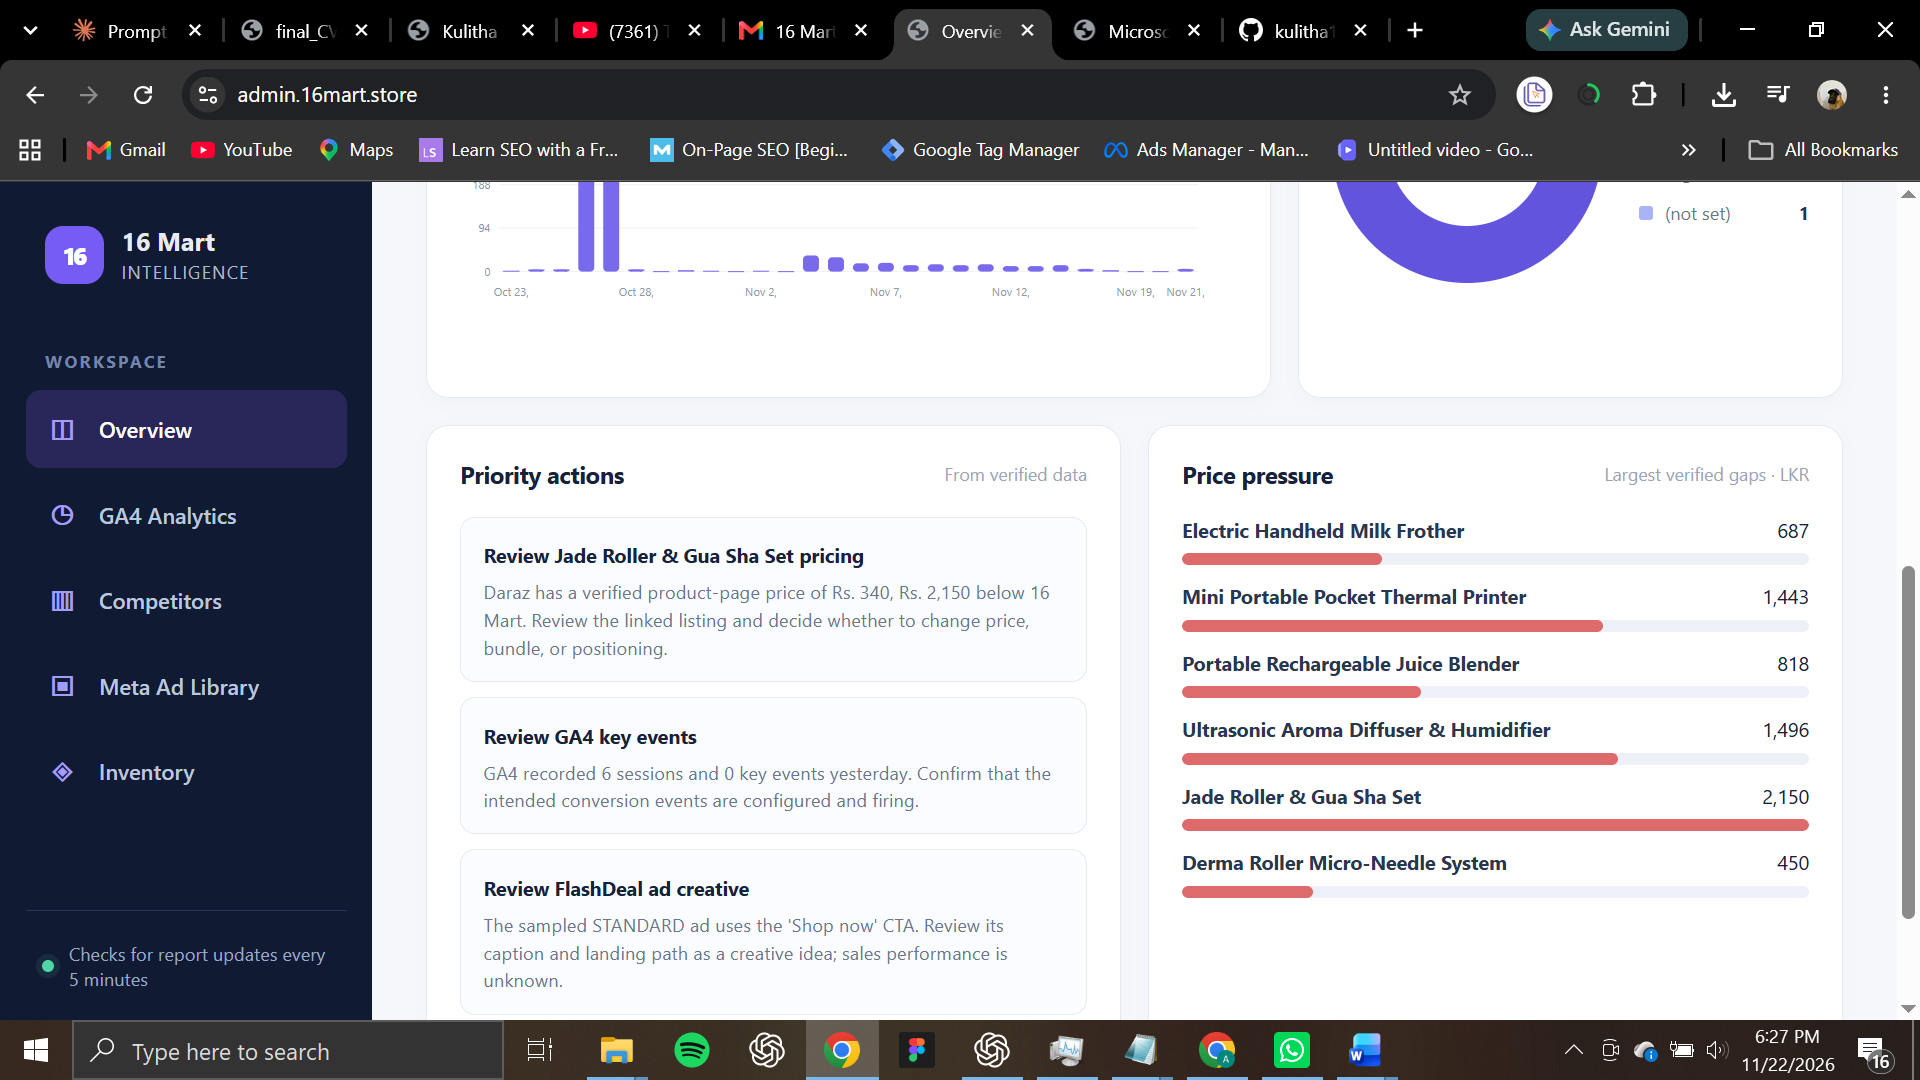 Prompt
final_CV
Kulitha
(7361)
16 Mart
Overvie
Microso
kulitha1
Ask Gemini
admin.16mart.store
Gmail
YouTube
Maps
Learn SEO with a Fr...
On-Page SEO [Begi...
Google Tag Manager
Ads Manager - Man...
Untitled video - Go...
All Bookmarks
16
16 Mart
INTELLIGENCE
WORKSPACE
Overview
GA4 Analytics
Competitors
Meta Ad Library
Inventory
Checks for report updates every
5 minutes
188
94
0
Oct 23,
Oct 28,
Nov 2,
Nov 7,
Nov 12,
Nov 19,
Nov 21,
(not set)
1
Priority actions
From verified data
Review Jade Roller & Gua Sha Set pricing
Daraz has a verified product-page price of Rs. 340, Rs. 2,150 below 16
Mart. Review the linked listing and decide whether to change price,
bundle, or positioning.
Review GA4 key events
GA4 recorded 6 sessions and 0 key events yesterday. Confirm that the
intended conversion events are configured and firing.
Review FlashDeal ad creative
The sampled STANDARD ad uses the 'Shop now' CTA. Review its
caption and landing path as a creative idea; sales performance is
unknown.
Price pressure
Largest verified gaps · LKR
Electric Handheld Milk Frother
687
Mini Portable Pocket Thermal Printer
1,443
Portable Rechargeable Juice Blender
818
Ultrasonic Aroma Diffuser & Humidifier
1,496
Jade Roller & Gua Sha Set
2,150
Derma Roller Micro-Needle System
450
Type here to search
6:27 PM
11/22/2026
16